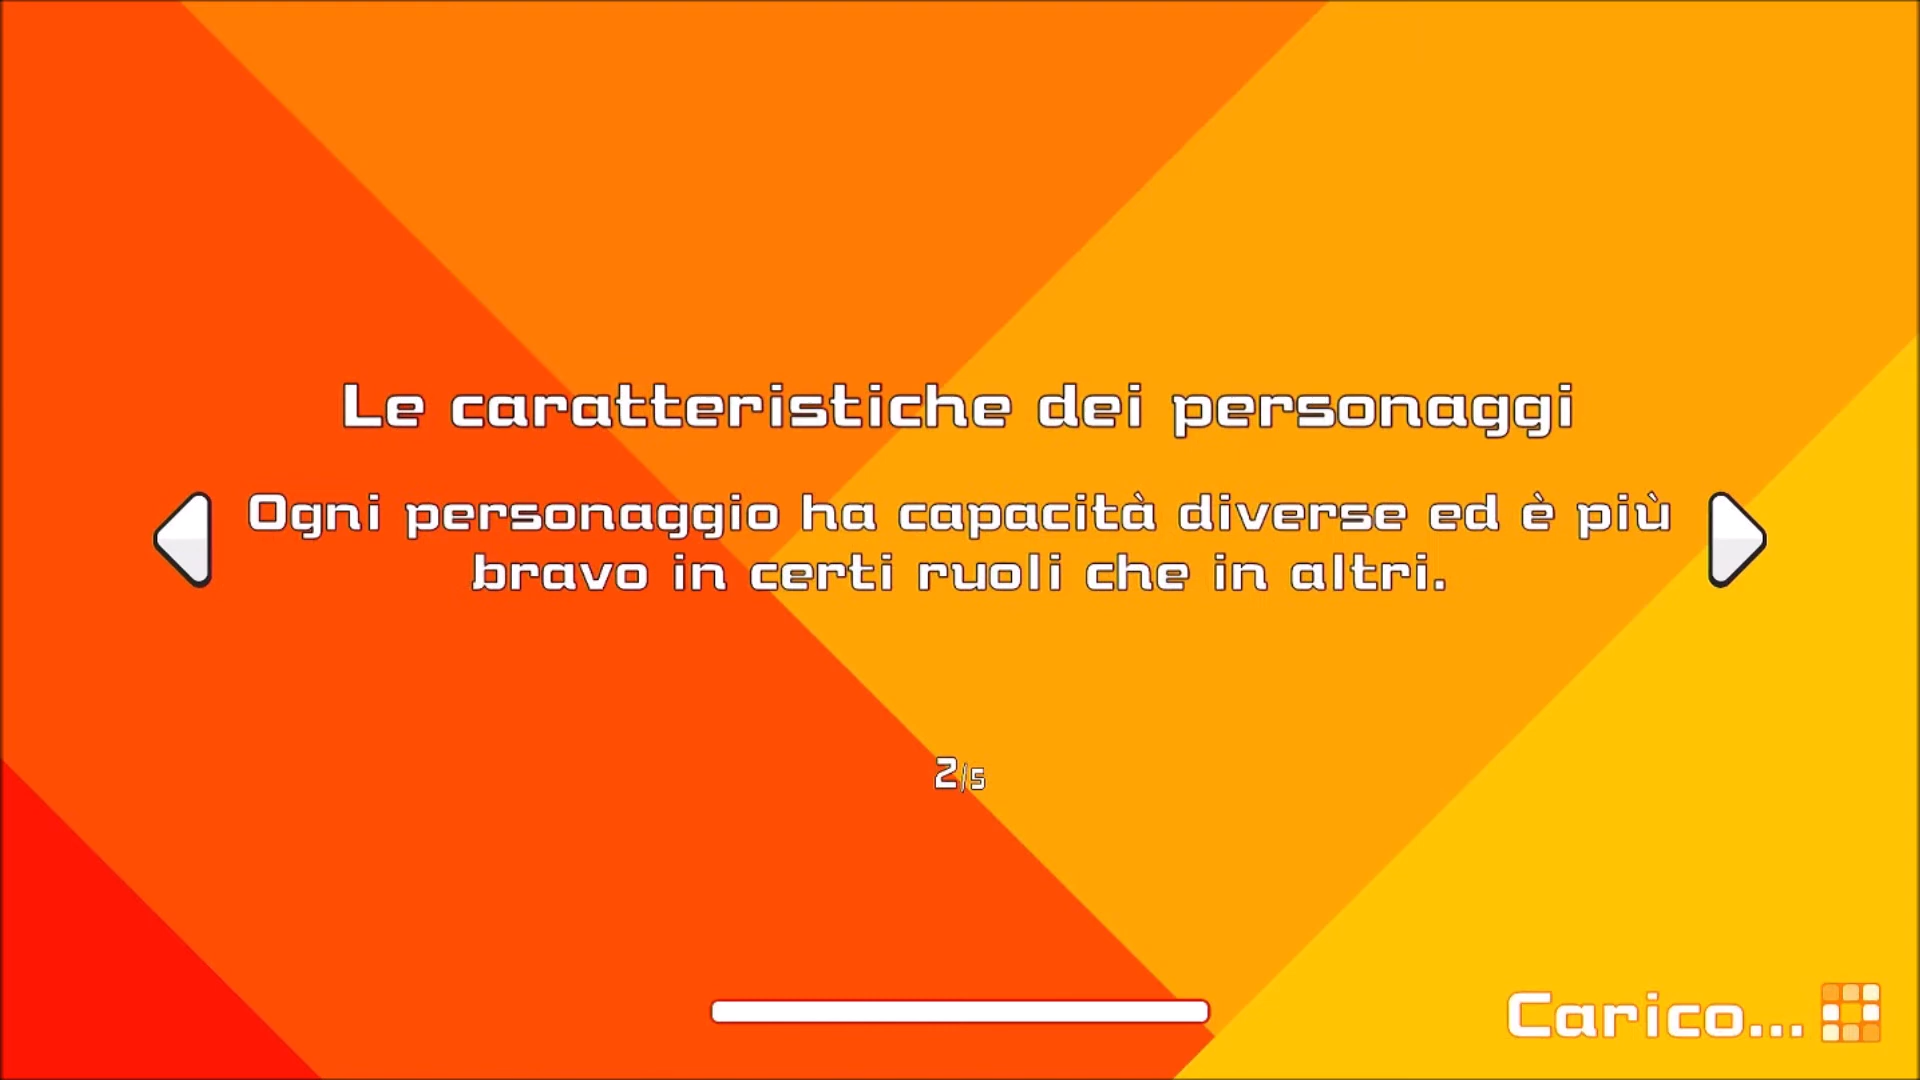 Le caratteristiche dei personaggi
Ogni personaggio ha capacità diverse ed è più
bravo in certi ruoli che in altri.
2/5
Carico...